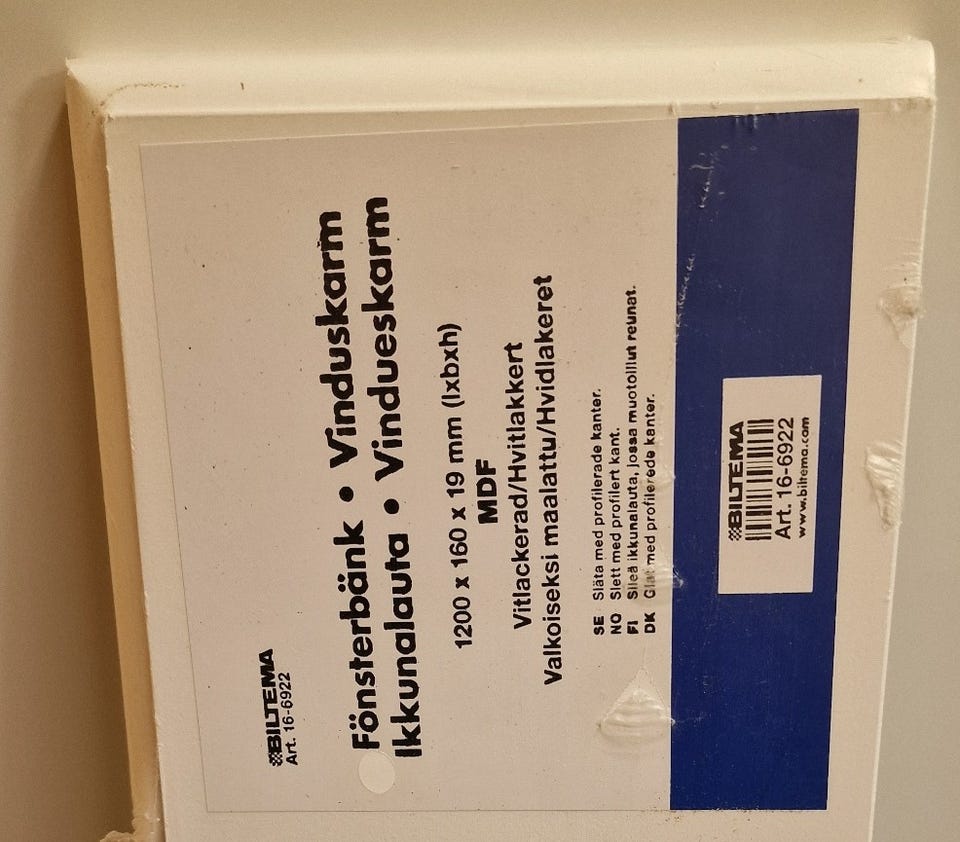 BILTEMA
Art. 16-6922
Fönsterbänk • Vinduskarm
Ikkunalauta • Vindueskarm
1200 x 160 x 19 mm (lxbxh)
MDF
Vitlackerad/Hvitlakkert
Valkoiseksi maalattu/Hvidlakeret
SE Släta med profilerade kanter.
NO Slett med profilert kant.
FI Sileä ikkunalauta, jossa muotoillut reunat.
DK Glat med profilerede kanter.
BILTEMA
Art. 16-6922
www.biltema.com